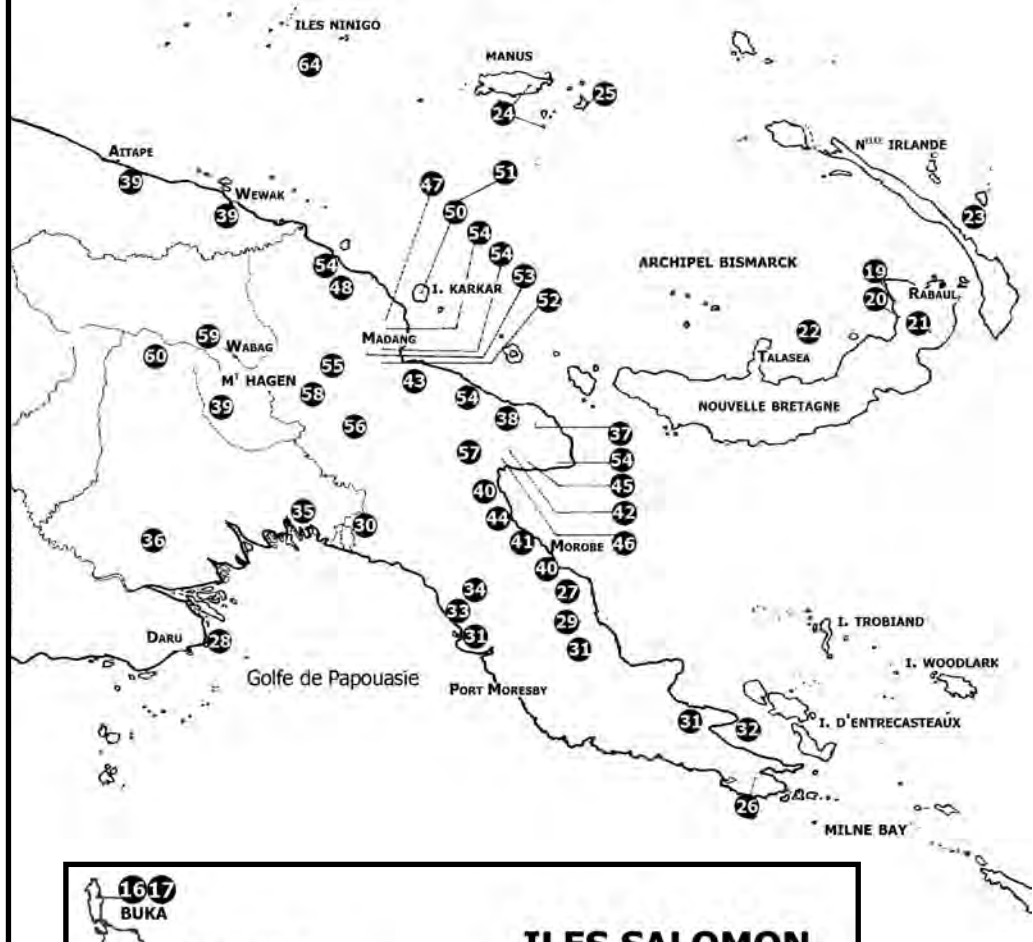 ILES NINIGO
64
MANUS
25
24
AITAPE
39
WEWAK
39
47
51
50
54
54
53
52
54
48
I. KARKAR
MADANG
NELLE IRLANDE
23
ARCHIPEL BISMARCK
19
20
RABAUL
21
22
TALASEA
NOUVELLE BRETAGNE
59
WABAG
60
MT HAGEN
39
55
58
56
43
54
38
37
54
45
42
46
57
40
44
41
MOROBE
40
35
30
36
34
33
31
27
29
31
DARU
28
Golfe de Papouasie
PORT MORESBY
I. TROBIAND
I. WOODLARK
I. D'ENTRECASTEAUX
31
32
26
MILNE BAY
16 17
BUKA
ILES SALOMON